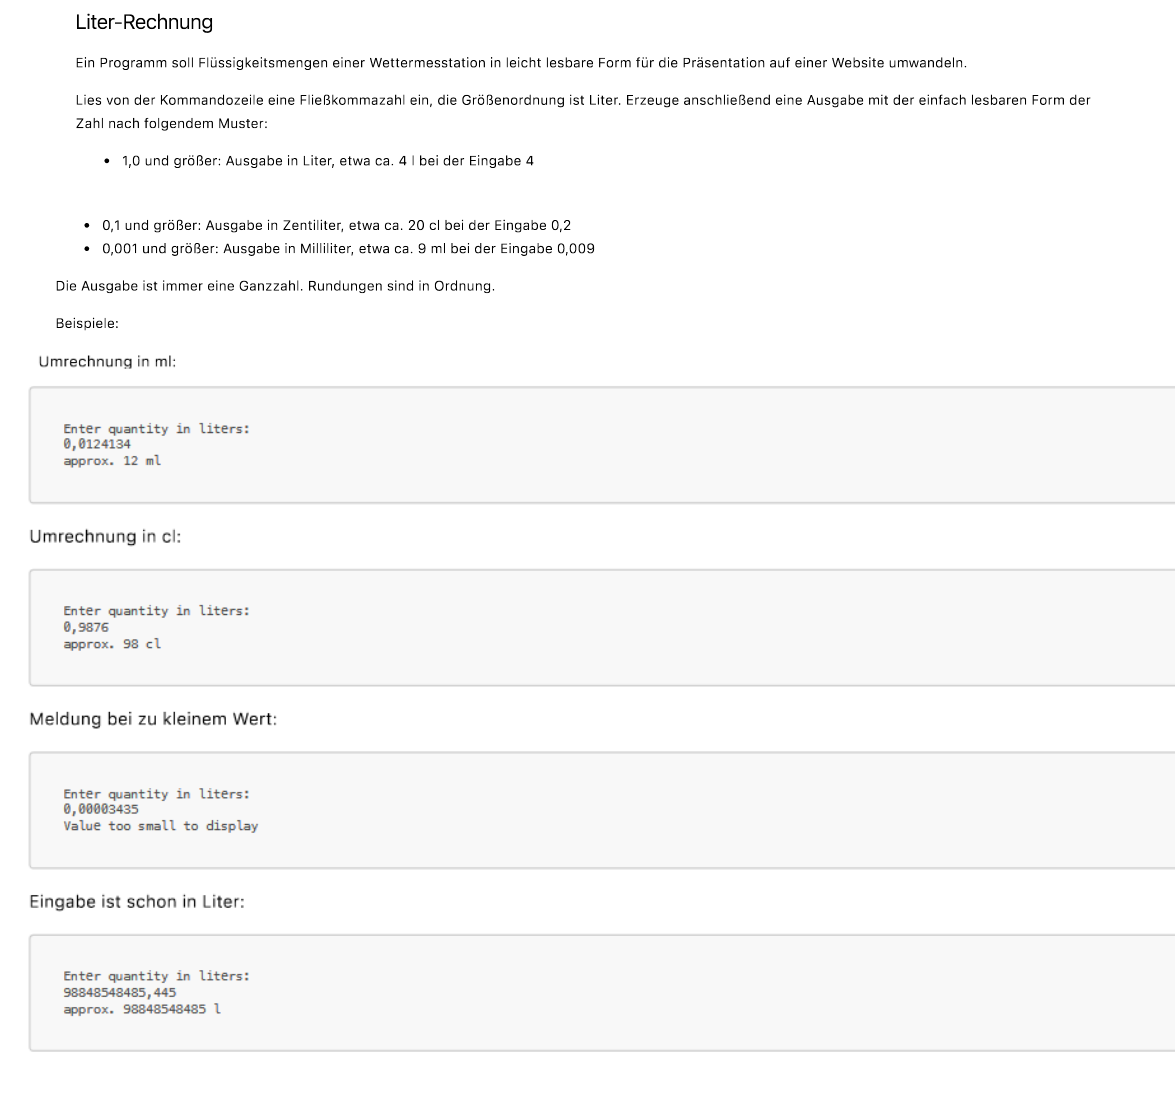 Liter-Rechnung
Ein Programm soll Flüssigkeitsmengen einer Wettermesstation in leicht lesbare Form für die Präsentation auf einer Website umwandeln.
Lies von der Kommandozeile eine Fließkommazahl ein, die Größenordnung ist Liter. Erzeuge anschließend eine Ausgabe mit der einfach lesbaren Form der
Zahl nach folgendem Muster:
• 1,0 und größer: Ausgabe in Liter, etwa ca. 4 l bei der Eingabe 4
• 0,1 und größer: Ausgabe in Zentiliter, etwa ca. 20 cl bei der Eingabe 0,2
• 0,001 und größer: Ausgabe in Milliliter, etwa ca. 9 ml bei der Eingabe 0,009
Die Ausgabe ist immer eine Ganzzahl. Rundungen sind in Ordnung.
Beispiele:
Umrechnung in ml:
Enter quantity in liters:
0,0124134
approx. 12 ml
Umrechnung in cl:
Enter quantity in liters:
0,9876
approx. 98 cl
Meldung bei zu kleinem Wert:
Enter quantity in liters:
0,00003435
Value too small to display
Eingabe ist schon in Liter:
Enter quantity in liters:
98848548485,445
approx. 98848548485 l